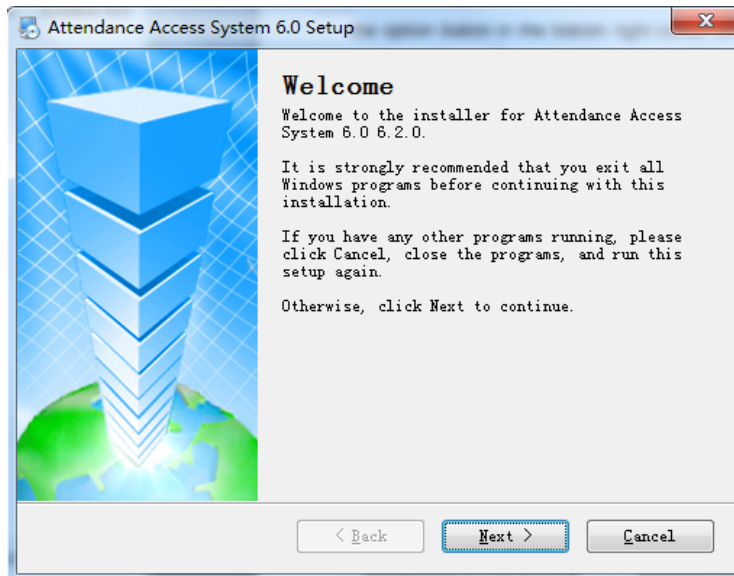 Attendance Access System 6.0 Setup
Welcome
Welcome to the installer for Attendance Access
System 6.0 6.2.0.
It is strongly recommended that you exit all
Windows programs before continuing with this
installation.
If you have any other programs running, please
click Cancel, close the programs, and run this
setup again.
Otherwise, click Next to continue.
< Back
Next >
Cancel